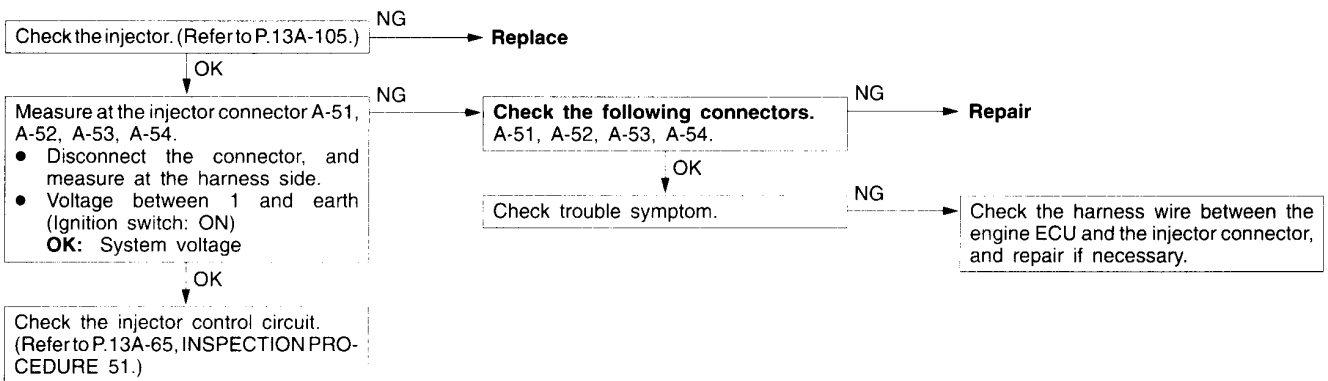 Check the injector. (Refer to P.13A-105.)
NG
Replace
OK
Measure at the injector connector A-51,
A-52, A-53, A-54.
● Disconnect the connector, and
measure at the harness side.
● Voltage between 1 and earth
(Ignition switch: ON)
OK: System voltage
NG
Check the following connectors.
A-51, A-52, A-53, A-54.
NG
Repair
OK
Check trouble symptom.
NG
Check the harness wire between the
engine ECU and the injector connector,
and repair if necessary.
OK
Check the injector control circuit.
(Refer to P.13A-65, INSPECTION PRO-
CEDURE 51.)